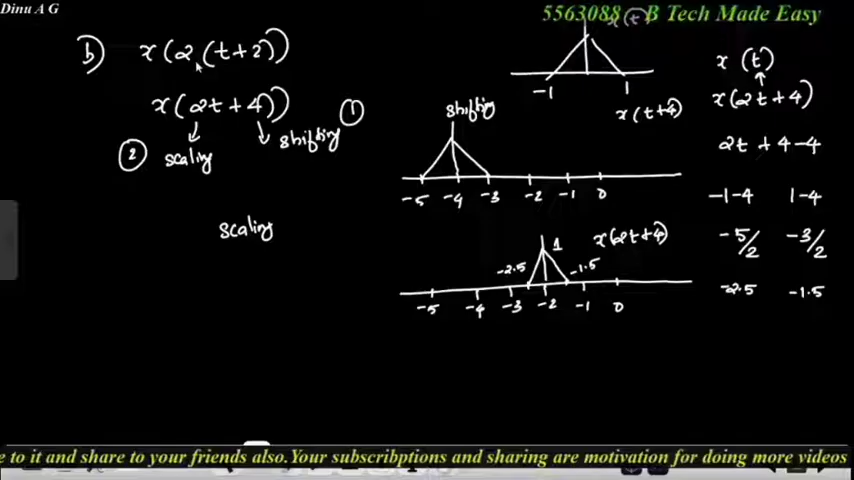 Dinu A G
5563088 B Tech Made Easy
x(t)
b) x(2(t+2))
x(2t+4)) ①
② scaling
shifting
scaling
-1 1
shifting
x(t+4)
-5 -4 -3 -2 -1 0
1 x(2t+4)
-2.5 -1.5
-5 -4 -3 -2 -1 0
x(t)
x(2t+4)
2t+4-4
-1-4 1-4
-5/2 -3/2
-2.5 -1.5
e to it and share to your friends also.Your subscribptions and sharing are motivation for doing more videos